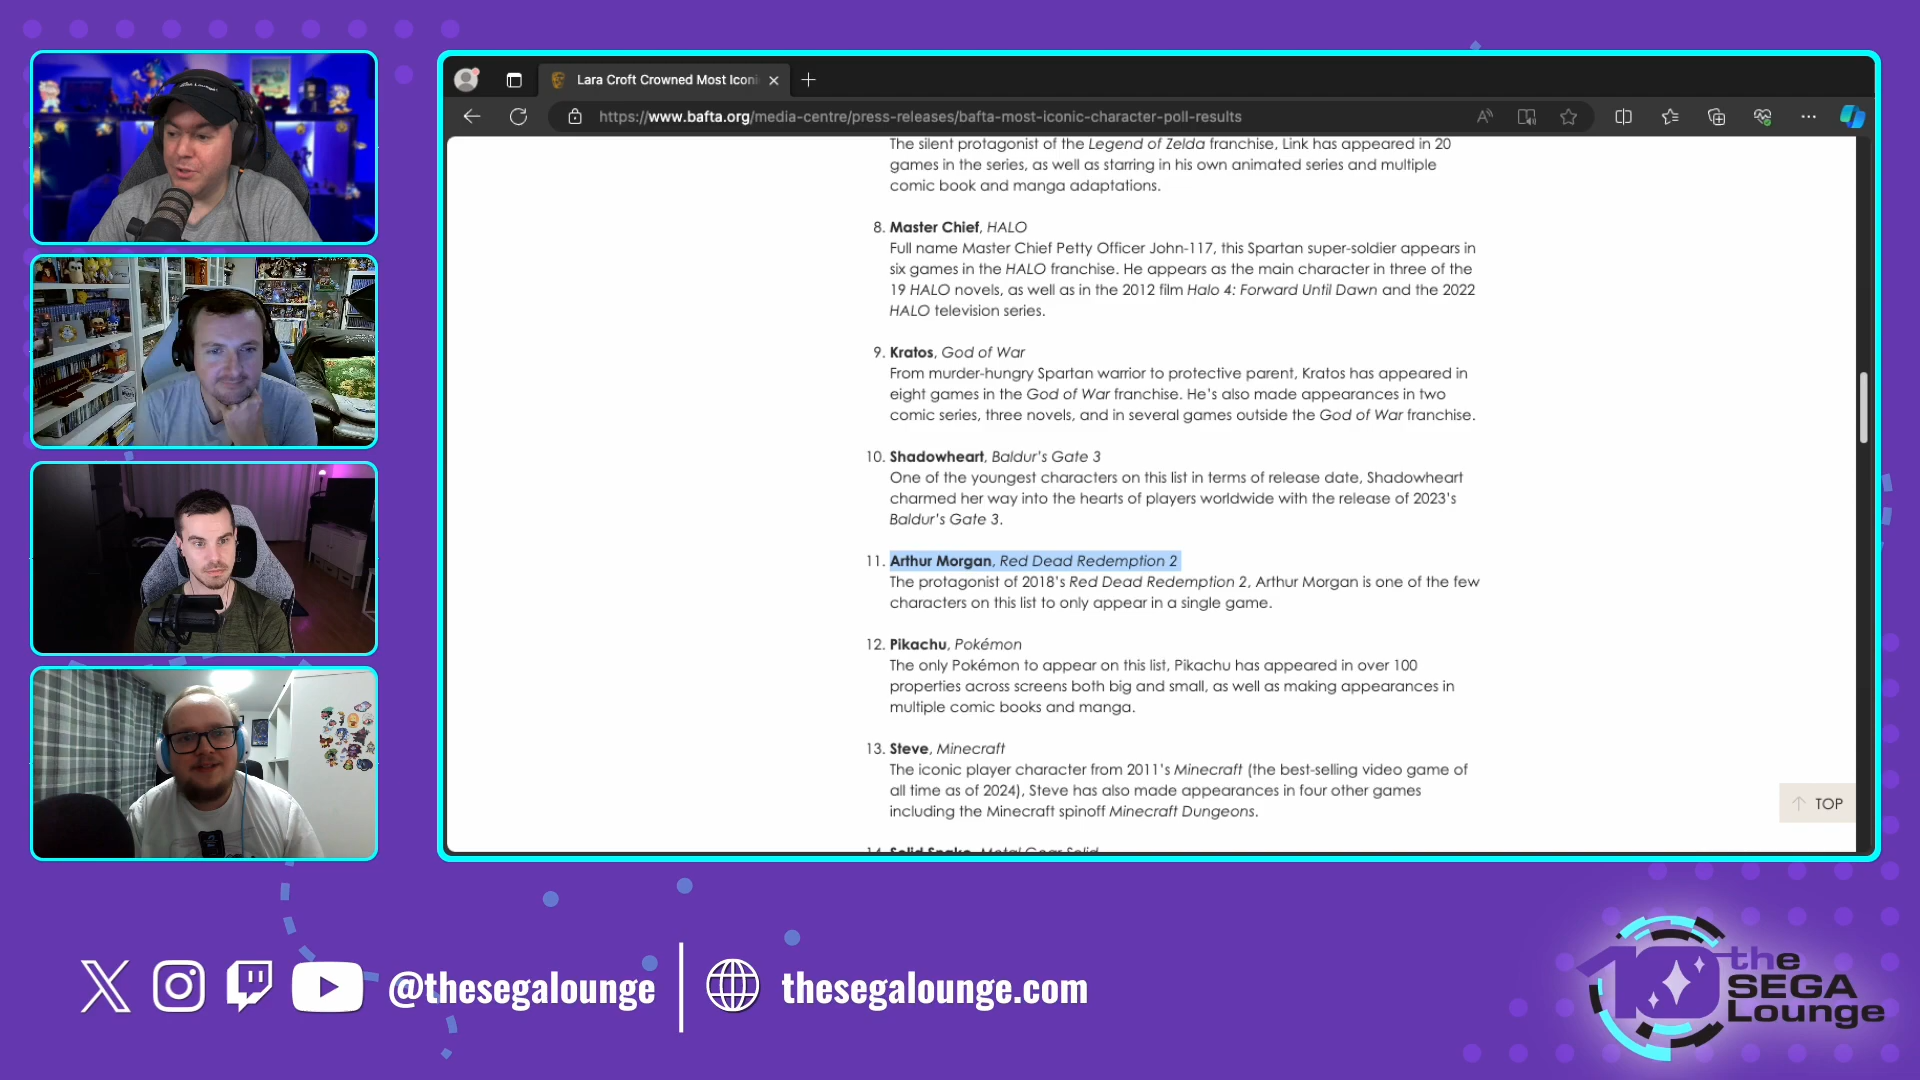 Lara Croft Crowned Most Iconi
https://www.bafta.org/media-centre/press-releases/bafta-most-iconic-character-poll-results
The silent protagonist of the Legend of Zelda franchise, Link has appeared in 20
games in the series, as well as starring in his own animated series and multiple
comic book and manga adaptations.
8. Master Chief, HALO
Full name Master Chief Petty Officer John-117, this Spartan super-soldier appears in
six games in the HALO franchise. He appears as the main character in three of the
19 HALO novels, as well as in the 2012 film Halo 4: Forward Until Dawn and the 2022
HALO television series.
9. Kratos, God of War
From murder-hungry Spartan warrior to protective parent, Kratos has appeared in
eight games in the God of War franchise. He's also made appearances in two
comic series, three novels, and in several games outside the God of War franchise.
10. Shadowheart, Baldur's Gate 3
One of the youngest characters on this list in terms of release date, Shadowheart
charmed her way into the hearts of players worldwide with the release of 2023's
Baldur's Gate 3.
11. Arthur Morgan, Red Dead Redemption 2
The protagonist of 2018's Red Dead Redemption 2, Arthur Morgan is one of the few
characters on this list to only appear in a single game.
12. Pikachu, Pokémon
The only Pokémon to appear on this list, Pikachu has appeared in over 100
properties across screens both big and small, as well as making appearances in
multiple comic books and manga.
13. Steve, Minecraft
The iconic player character from 2011's Minecraft (the best-selling video game of
all time as of 2024), Steve has also made appearances in four other games
including the Minecraft spinoff Minecraft Dungeons.
14. Solid Snake, Metal Gear Solid
TOP
@thesegalounge
thesegalounge.com
10 the
SEGA
Lounge